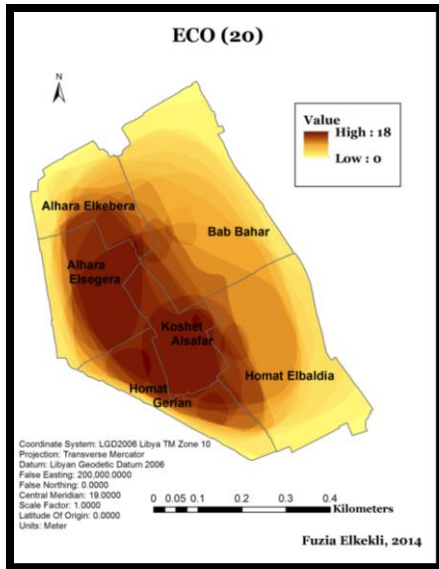 ECO (20)
N
Value
High : 18
Low : 0
Alhara Elkebera
Bab Bahar
Alhara
Elsegera
Koshet
Alsafar
Homat Elbaldia
Homat
Gerian
Coordinate System: LGD2006 Libya TM Zone 10
Projection: Transverse Mercator
Datum: Libyan Geodetic Datum 2006
False Easting: 200,000.0000
False Northing: 0.0000
Central Meridian: 19.0000
Scale Factor: 1.0000
Latitude Of Origin: 0.0000
Units: Meter
0 0.05 0.1 0.2 0.3 0.4
Kilometers
Fuzia Elkekli, 2014